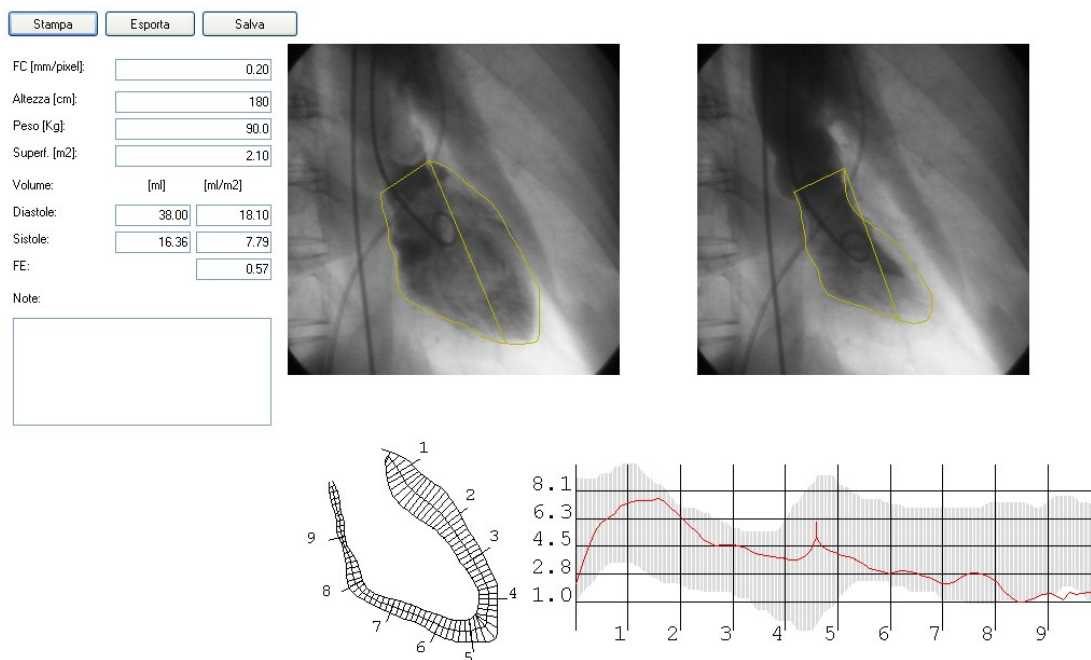 Stampa Esporta Salva
FC [mm/pixel]: 0.20
Altezza [cm]: 180
Peso [Kg]: 90.0
Superf. [m2]: 2.10
Volume: [ml] [ml/m2]
Diastole: 38.00 18.10
Sistole: 16.36 7.79
FE: 0.57
Note:
1
2
3
4
5
6
7
8
9
8.1
6.3
4.5
2.8
1.0
1 2 3 4 5 6 7 8 9